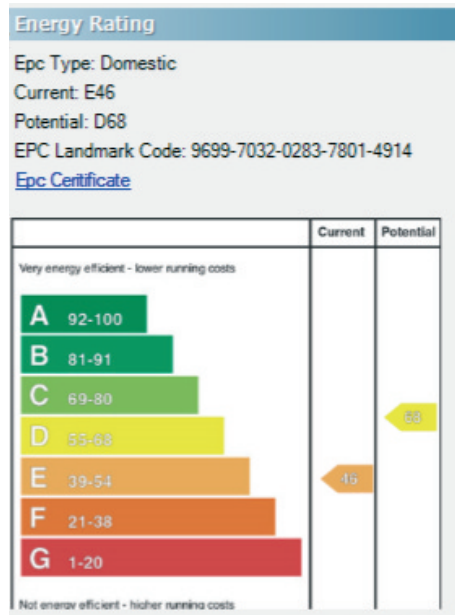 Energy Rating
Epc Type: Domestic
Current: E46
Potential: D68
EPC Landmark Code: 9699-7032-0283-7801-4914
Epc Ceritificate
Current Potential
Very energy efficient - lower running costs
A 92-100
B 81-91
C 69-80
D 55-68
68
E 39-54
46
F 21-38
G 1-20
Not energy efficient - higher running costs